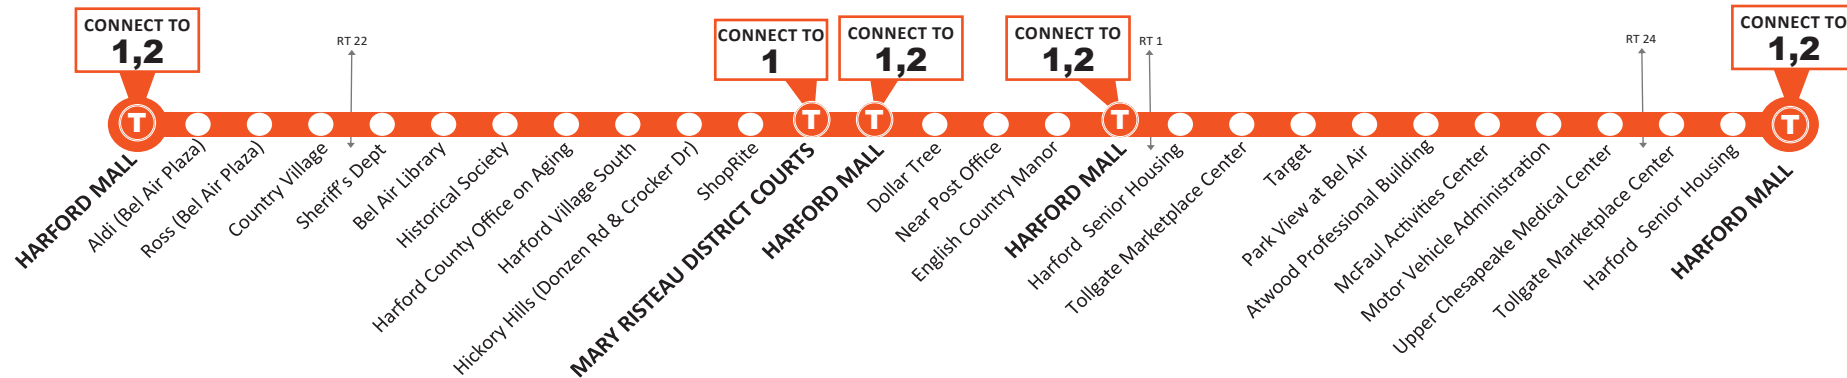 CONNECT TO
1,2
RT 22
CONNECT TO
1
CONNECT TO
1,2
CONNECT TO
1,2
RT 1
RT 24
CONNECT TO
1,2
T
T
T
T
T
HARFORD MALL
Aldi (Bel Air Plaza)
Ross (Bel Air Plaza)
Country Village
Sheriff's Dept
Bel Air Library
Historical Society
Harford County Office on Aging
Harford Village South
Hickory Hills (Donzen Rd & Crocker Dr)
ShopRite
MARY RISTEAU DISTRICT COURTS
HARFORD MALL
Dollar Tree
Near Post Office
English Country Manor
HARFORD MALL
Harford Senior Housing
Tollgate Marketplace Center
Target
Park View at Bel Air
Atwood Professional Building
McFaul Activities Center
Motor Vehicle Administration
Upper Chesapeake Medical Center
Tollgate Marketplace Center
Harford Senior Housing
HARFORD MALL